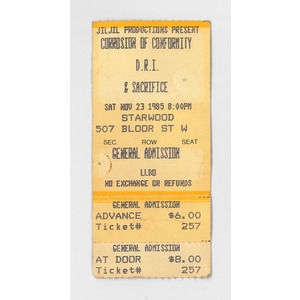 JILJIL PRODUCTIONS PRESENT
CORROSION OF CONFORMITY
D.R.I.
& SACRIFICE
SAT NOV 23 1985 8:00PM
STARWOOD
507 BLOOR ST W
SEC. ROW SEAT
GENERAL ADMISSION
LLBO
NO EXCHANGE OR REFUNDS
GENERAL ADMISSION
ADVANCE $6.00
Ticket# 257
GENERAL ADMISSION
AT DOOR $8.00
Ticket# 257